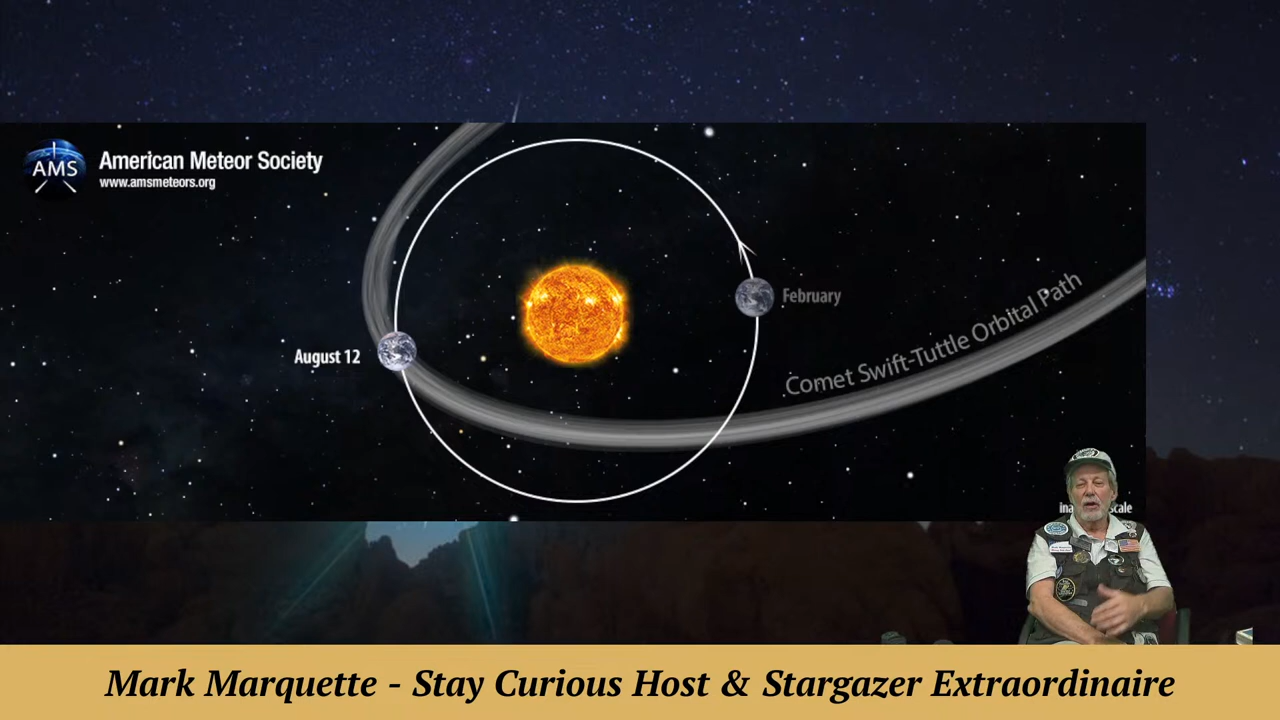 AMS
American Meteor Society
www.amsmeteors.org
August 12
February
Comet Swift-Tuttle Orbital Path
scale
Mark Marquette - Stay Curious Host & Stargazer Extraordinaire